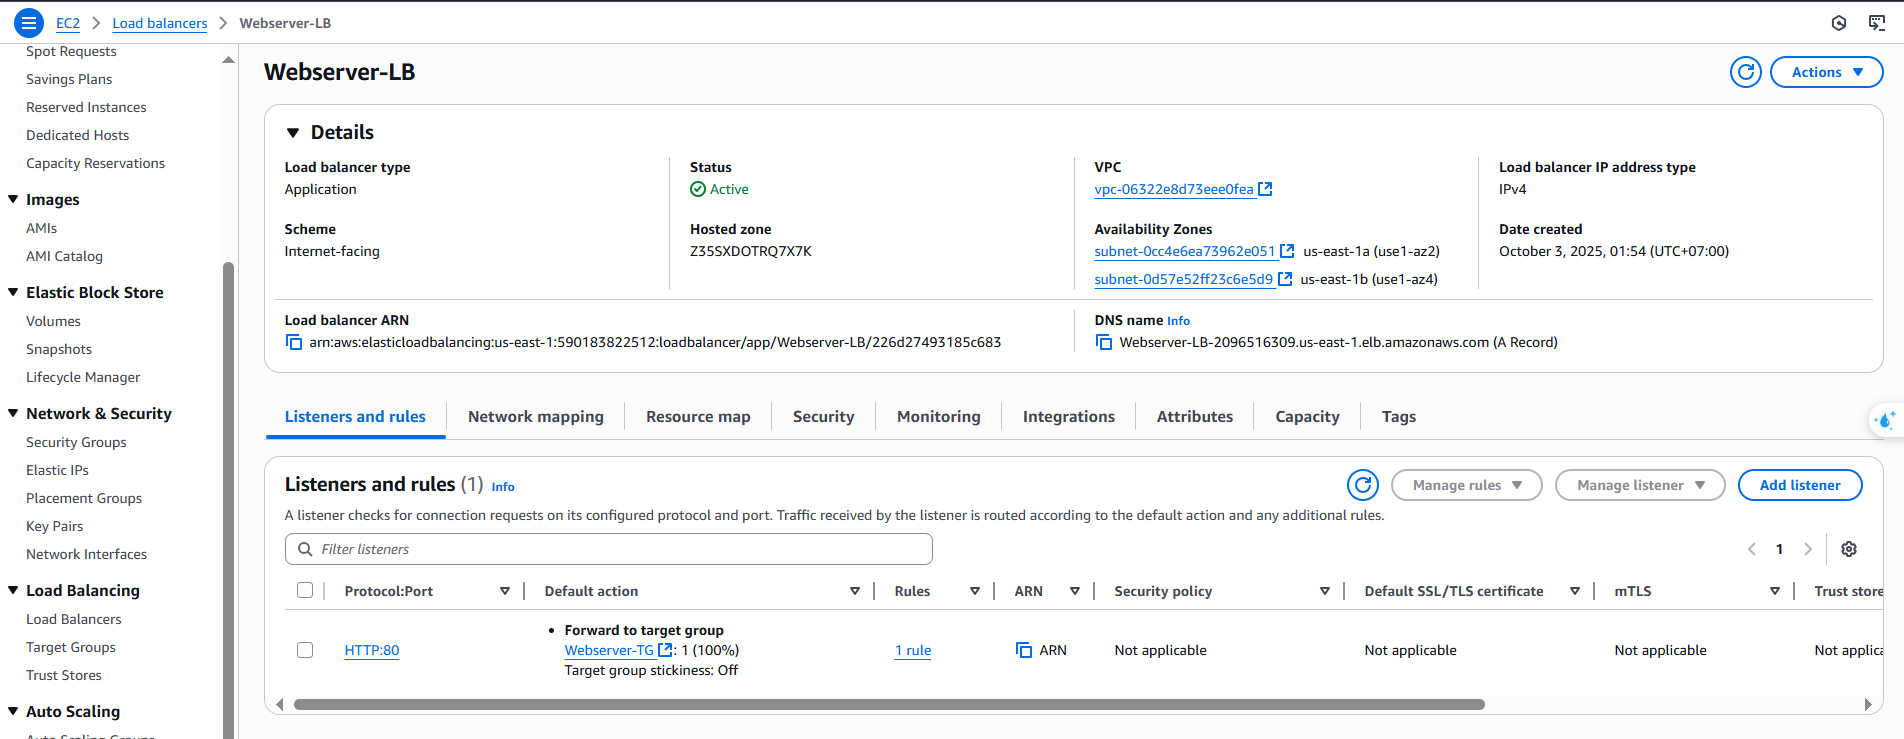 EC2 > Load balancers > Webserver-LB
Spot Requests
Savings Plans
Reserved Instances
Dedicated Hosts
Capacity Reservations
Images
AMIs
AMI Catalog
Elastic Block Store
Volumes
Snapshots
Lifecycle Manager
Network & Security
Security Groups
Elastic IPs
Placement Groups
Key Pairs
Network Interfaces
Load Balancing
Load Balancers
Target Groups
Trust Stores
Auto Scaling
Auto Scaling Groups
Webserver-LB
Actions
Details
Load balancer type
Application
Status
Active
VPC
vpc-06322e8d73eee0fea
Load balancer IP address type
IPv4
Scheme
Internet-facing
Hosted zone
Z35SXDOTRQ7X7K
Availability Zones
subnet-0cc4e6ea73962e051 us-east-1a (use1-az2)
subnet-0d57e52ff23c6e5d9 us-east-1b (use1-az4)
Date created
October 3, 2025, 01:54 (UTC+07:00)
Load balancer ARN
arn:aws:elasticloadbalancing:us-east-1:590183822512:loadbalancer/app/Webserver-LB/226d27493185c683
DNS name Info
Webserver-LB-2096516309.us-east-1.elb.amazonaws.com (A Record)
Listeners and rules Network mapping Resource map Security Monitoring Integrations Attributes Capacity Tags
Listeners and rules (1) Info
Manage rules Manage listener Add listener
A listener checks for connection requests on its configured protocol and port. Traffic received by the listener is routed according to the default action and any additional rules.
Filter listeners
1
Protocol:Port Default action Rules ARN Security policy Default SSL/TLS certificate mTLS Trust store
HTTP:80
• Forward to target group
Webserver-TG : 1 (100%)
Target group stickiness: Off
1 rule
ARN
Not applicable
Not applicable
Not applicable
Not applica